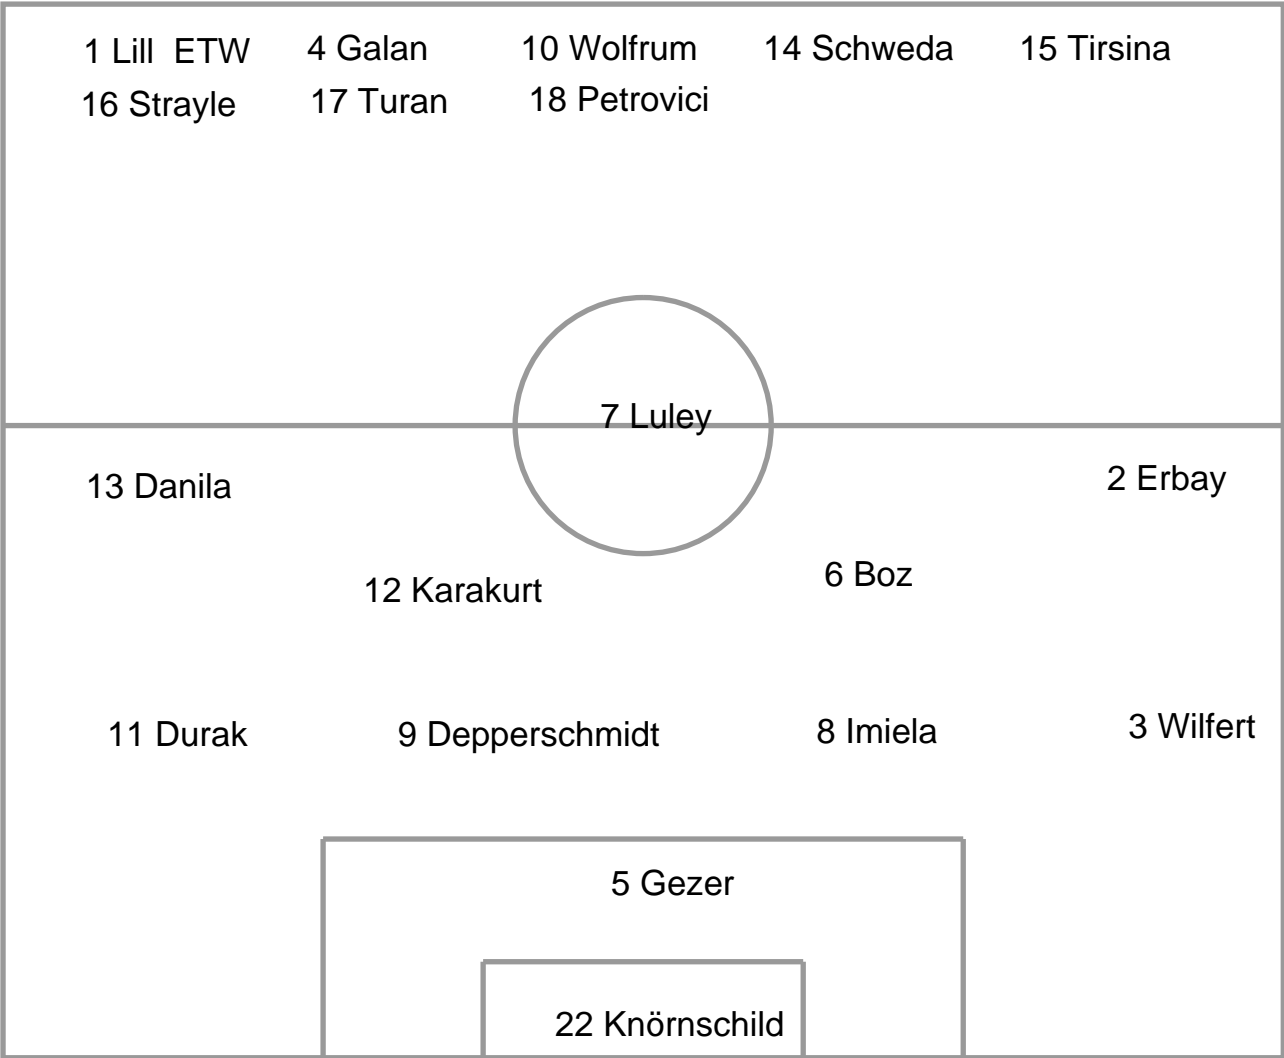 1 Lill  ETW 4 Galan 10 Wolfrum 14 Schweda 15 Tirsina
16 Strayle 17 Turan 18 Petrovici
7 Luley
13 Danila 2 Erbay
12 Karakurt 6 Boz
11 Durak 9 Depperschmidt 8 Imiela 3 Wilfert
5 Gezer
22 Knörnschild